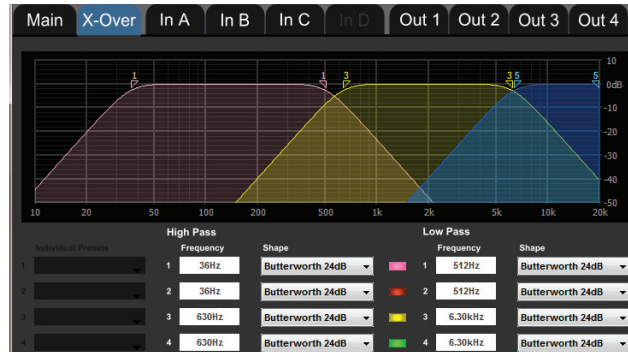 Main X-Over In A In B In C In D Out 1 Out 2 Out 3 Out 4
1 1 3 3 5 5
10
0dB
-10
-20
-30
-40
-50
10 20 50 100 200 500 1k 2k 5k 10k 20k
High Pass Low Pass
Individual Presets Frequency Shape Frequency Shape
1 1 36Hz Butterworth 24dB 1 512Hz Butterworth 24dB
2 2 36Hz Butterworth 24dB 2 512Hz Butterworth 24dB
3 3 630Hz Butterworth 24dB 3 6.30kHz Butterworth 24dB
4 4 630Hz Butterworth 24dB 4 6.30kHz Butterworth 24dB